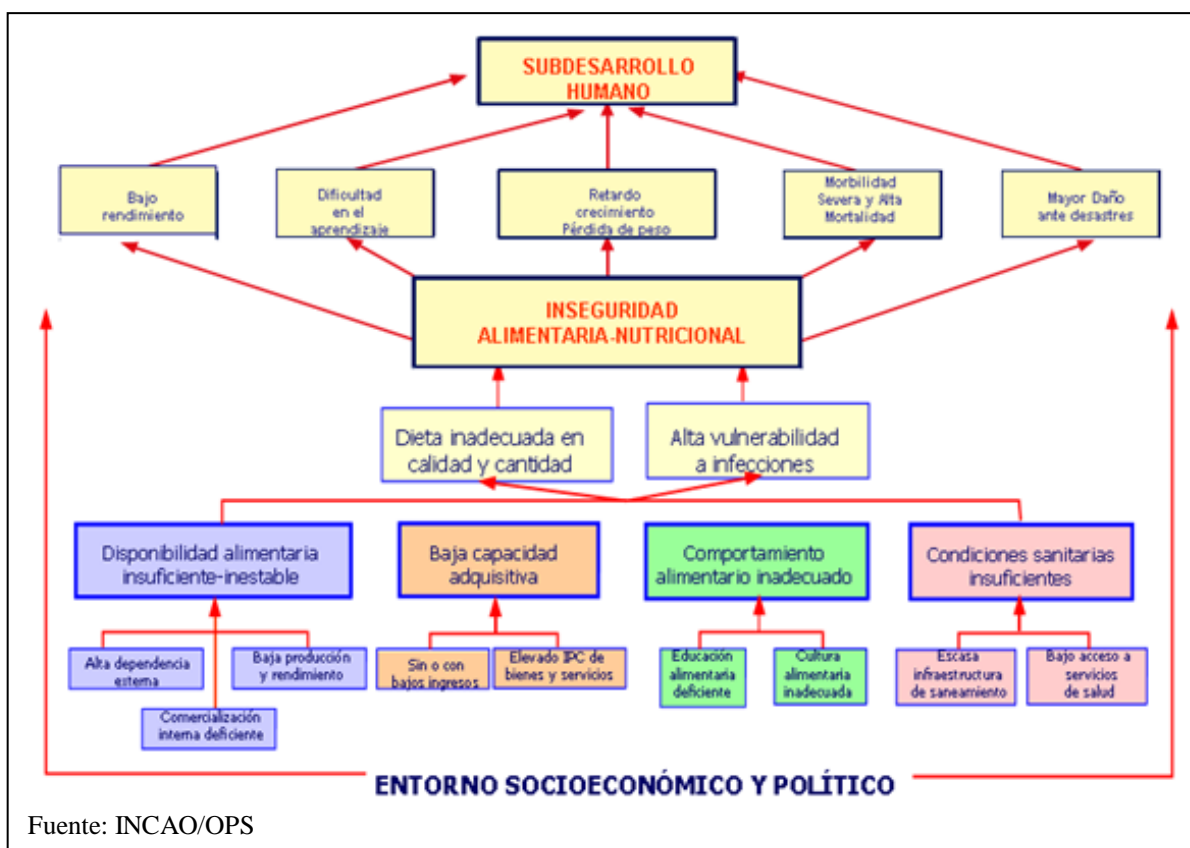 SUBDESARROLLO
HUMANO
Bajo
rendimiento
Dificultad
en el
aprendizaje
Retardo
crecimiento
Pérdida de peso
Morbilidad
Severa y Alta
Mortalidad
Mayor Daño
ante desastres
INSEGURIDAD
ALIMENTARIA-NUTRICIONAL
Dieta inadecuada en
calidad y cantidad
Alta vulnerabilidad
a infecciones
Disponibilidad alimentaria
insuficiente-inestable
Baja capacidad
adquisitiva
Comportamiento
alimentario inadecuado
Condiciones sanitarias
insuficientes
Alta dependencia
externa
Comercialización
interna deficiente
Baja producción
y rendimiento
Sin o con
bajos ingresos
Elevado IPC de
bienes y servicios
Educación
alimentaria
deficiente
Cultura
alimentaria
inadecuada
Escasa
infraestructura
de saneamiento
Bajo acceso a
servicios
de salud
ENTORNO SOCIOECONÓMICO Y POLÍTICO
Fuente: INCAO/OPS